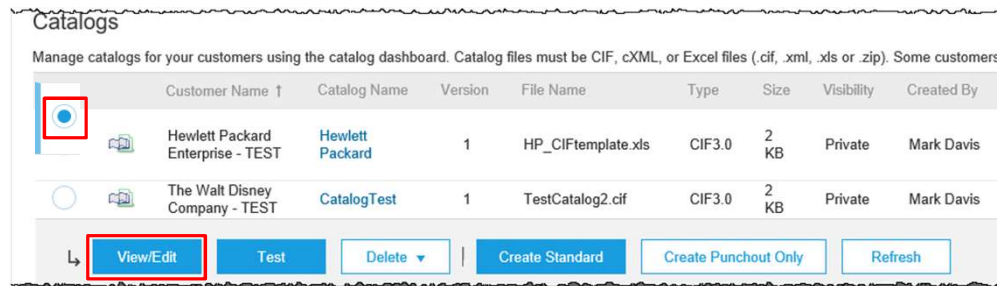 Catalogs
Manage catalogs for your customers using the catalog dashboard. Catalog files must be CIF, cXML, or Excel files (.cif, .xml, .xls or .zip). Some customers
Customer Name ↑ Catalog Name Version File Name Type Size Visibility Created By
Hewlett Packard Enterprise - TEST Hewlett Packard 1 HP_CIFtemplate.xls CIF3.0 2 KB Private Mark Davis
The Walt Disney Company - TEST CatalogTest 1 TestCatalog2.cif CIF3.0 2 KB Private Mark Davis
View/Edit Test Delete ▼ Create Standard Create Punchout Only Refresh